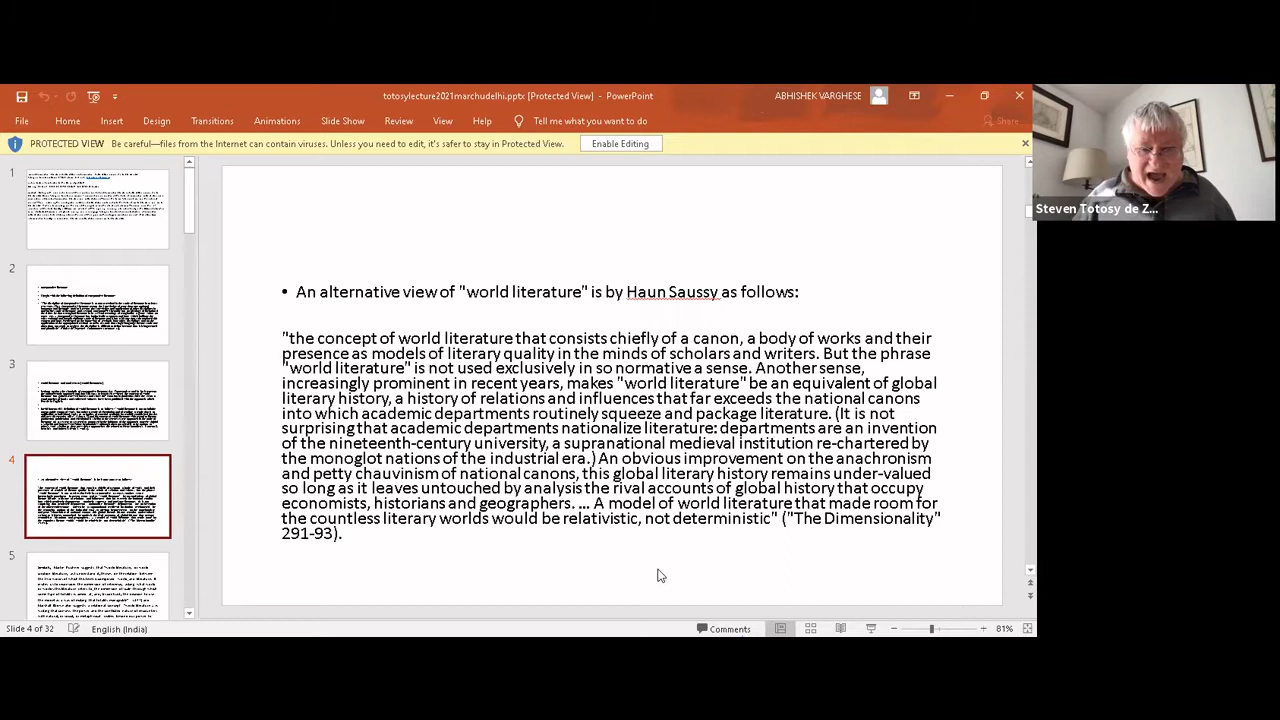 totosylecture2021marchudelhi.pptx [Protected View] - PowerPoint
ABHISHEK VARGHESE
File Home Insert Design Transitions Animations Slide Show Review View Help Tell me what you want to do Share
PROTECTED VIEW Be careful—files from the Internet can contain viruses. Unless you need to edit, it's safer to stay in Protected View. Enable Editing
Steven Totosy de Z...
1
2
3
4
5
• An alternative view of "world literature" is by Haun Saussy as follows:
"the concept of world literature that consists chiefly of a canon, a body of works and their
presence as models of literary quality in the minds of scholars and writers. But the phrase
"world literature" is not used exclusively in so normative a sense. Another sense,
increasingly prominent in recent years, makes "world literature" be an equivalent of global
literary history, a history of relations and influences that far exceeds the national canons
into which academic departments routinely squeeze and package literature. (It is not
surprising that academic departments nationalize literature: departments are an invention
of the nineteenth-century university, a supranational medieval institution re-chartered by
the monoglot nations of the industrial era.) An obvious improvement on the anachronism
and petty chauvinism of national canons, this global literary history remains under-valued
so long as it leaves untouched by analysis the rival accounts of global history that occupy
economists, historians and geographers. ... A model of world literature that made room for
the countless literary worlds would be relativistic, not deterministic" ("The Dimensionality"
291-93).
Slide 4 of 32 English (India) Comments 81%